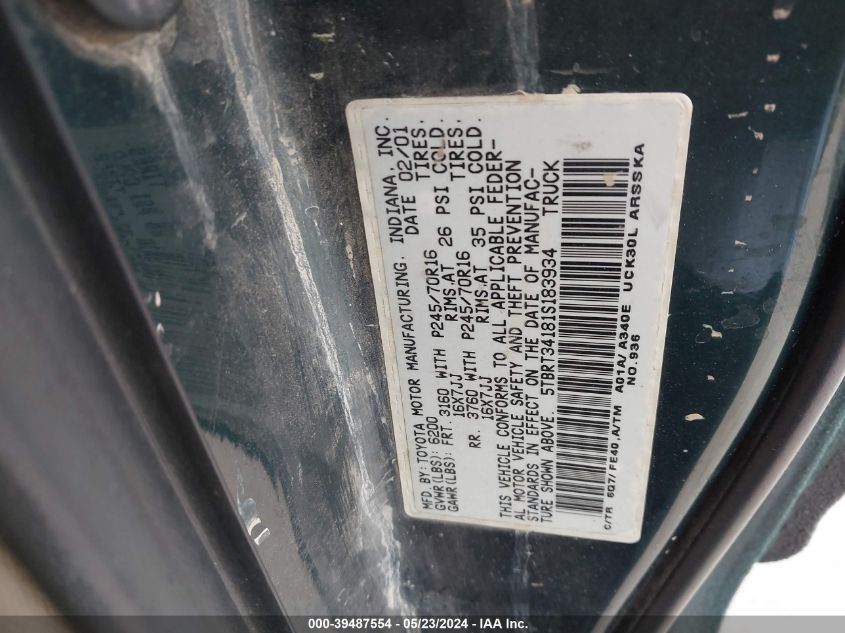 MFD. BY: TOYOTA MOTOR MANUFACTURING, INDIANA, INC.
GVWR(LBS): 6200 DATE 02/01
GAWR(LBS): FRT. 3160 WITH P245/70R16 TIRES,
16X7JJ RIMS.AT 26 PSI COLD.
RR. 3760 WITH P245/70R16 TIRES,
16X7JJ RIMS.AT 35 PSI COLD.
THIS VEHICLE CONFORMS TO ALL APPLICABLE FEDER-
AL MOTOR VEHICLE SAFETY AND THEFT PREVENTION
STANDARDS IN EFFECT ON THE DATE OF MANUFAC-
TURE SHOWN ABOVE. 5TBRT34181S183934 TRUCK
C/TR 6Q7/FE40,A/TM A01A/A340E UCK30L ARSSKA
NO.936
000-39487554 / 05/23/2024 / IAA Inc.